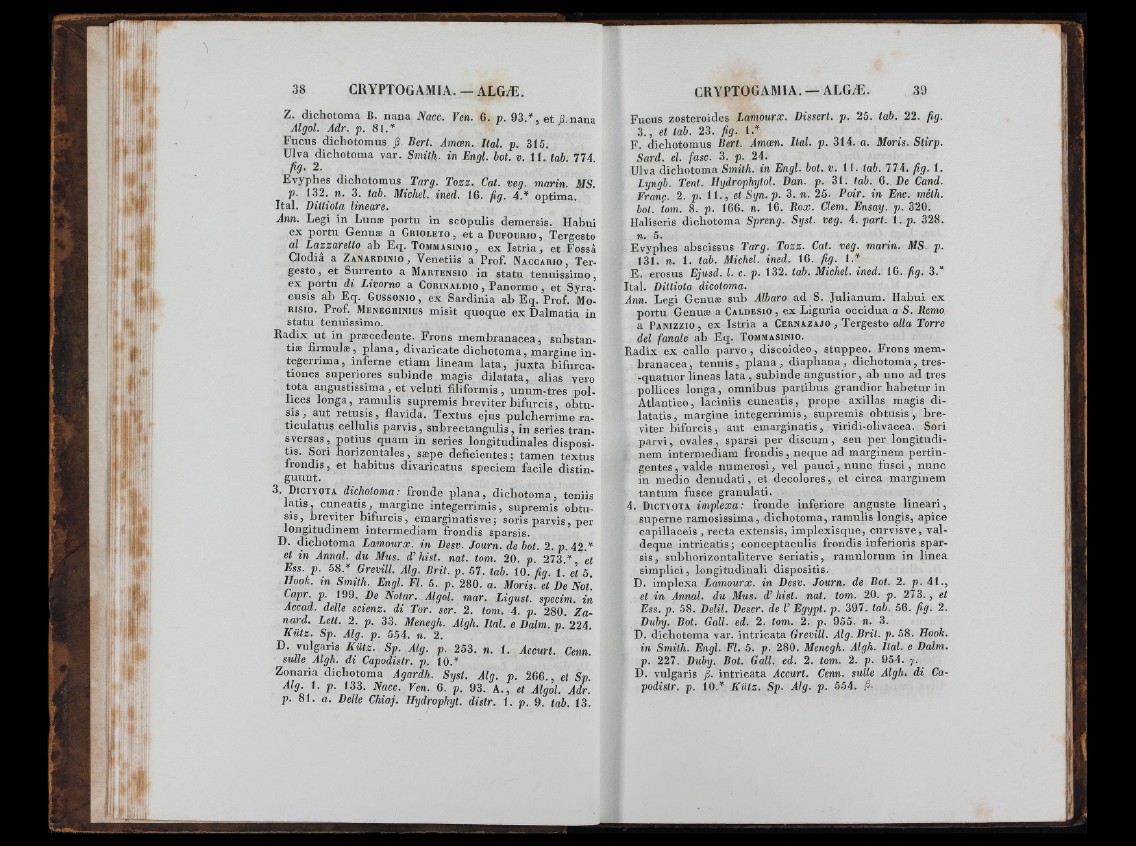 38 CRYPTOGAMIA. — ALGÆ.
Z. dichotoma B. nana Nacc. Ven. 6. p. 93.*, et β. nana
Algol. Adr. p. 81.*
Fucus dichotomus β Bert. Amœn. Ital. p. 315.
Ulva dichotoma var. Smith. in Engl. bot. v. 11. tab. 774.
fig. 2.
Evyphes dichotomus Targ. Tozz. Cat. veg. marin. MS.
p. 132. n. 3. tab. Michel. ined. 16. fig. 4.* optima.
Ital. Dittiota lineare.
Ann. Legi in Lunæ portu in scopulis demersis. Habui
ex portu Genuæ a GRIOLETO, et a DUFOURIO, Tergesto
al Lazzaretto ab Eq. TOMMASINIO, ex Istria, et Fossâ
Clodiâ a ZANARDINIO, Venetiis a Prof. NACCARIO, Ter-
gesto, et Surrento a MARTENSIO in statu tenuissimo,
ex portu di Livorno a CORINALDIO, Panormo, et Syra-
cusis ab Eq. GUSSONIO, ex Sardinia ab Eq. Prof. MO-
RISIO. Prof. MENEGHINIUS misit quoque ex Dalmatia in
statu tenuissimo.
Radix ut in præcedente. Frons membranacea, substan-
tiæ firmulæ, plana, divaricate dichotoma, margine in-
tegerrima, inferne etiam lineam lata, juxta bifurca-
tiones superiores subinde magis dilatata, alias vero
tota angustissima, et veluti filiformis, unum-tres pol-
lices longa, ramulis supremis breviter bifurcis, obtu-
sis, aut retusis, flavida. Textus ejus pulcherrime ra-
ticulatus cellulis parvis, subrectangulis, in series tran-
sversas, potius quam in series longitudinales disposi-
tis. Sori horizontales, sæpe deficientes; tamen textus
frondis, et habitus divaricatus speciem facile distin-
guunt.
3. DICTYOTA dichotoma: fronde plana, dichotoma, teniis
latis, cuneatis, margine integerrimis, supremis obtu-
sis, breviter bifurcis, emarginatisve; soris parvis, per
longitudinem intermediam frondis sparsis.
D. dichotoma Lamourx. in Desv. Journ. de bot. 2. p. 42.*
et in Annal. du Mus. d'hist. nat. tom. 20. p. 273.*, et
Ess. p. 58.* Grevill. Alg. Brit. p. 57. tab. 10. fig. 1. et 5.
Hook. in Smith. Engl. Fl. 5. p. 280. a. Moris. et De Not.
Capr. p. 199. De Notar. Algol. mar. Ligust. specim. in
Accad. delle scienz. di Tor. ser. 2. tom. 4. p. 280. Za-
nard. Lett. 2. p. 33. Menegh. Algh. Ital. e Dalm. p. 224.
Kütz. Sp. Alg. p. 554. n. 2.
D. vulgaris Kütz. Sp. Alg. p. 253. n. 1. Accurt. Cenn.
sulle Algh. di Capodistr. p. 10.*
Zonaria dichotoma Agardh. Syst. Alg. p. 266., et Sp.
Alg. 1. p. 133. Nacc. Ven. 6. p. 93. A., et Algol. Adr.
p. 81. a. Delle Chiaj. Hydrophyt. distr. 1. p. 9. tab. 13.
CRYPTOGAMIA. — ALGÆ. 39
Fucus zosteroides Lamourx. Dissert. p. 25. tab. 22. fig.
3., et tab. 23. fig. 1.*
F. dichotomus Bert. Amœn. Ital. p. 314. a. Moris. Stirp.
Sard. el. fasc. 3. p. 24.
Ulva dichotoma Smith. in Engl. bot. v. 11. tab. 774. fig. 1.
Lyngb. Tent. Hydrophytol. Dan. p. 31. tab. 6. De Cand.
Franç. 2. p. 11., et Syn. p. 3. n. 25. Poir. in Enc. méth.
bot. tom. 8. p. 166. n. 16. Rox. Clem. Ensay. p. 320.
Haliseris dichotoma Spreng. Syst. veg. 4. part. 1. p. 328.
n. 5.
Evyphes abscissus Targ. Tozz. Cat. veg. marin. MS. p.
131. n. 1. tab. Michel. ined. 16. fig. 1.*
E. erosus Ejusd. l. c. p. 132. tab. Michel. ined. 16. fig. 3.*
Ital. Dittiota dicotoma.
Ann. Legi Genuæ sub Albaro ad S. Julianum. Habui ex
portu Genuæ a CALDESIO, ex Liguria occidua a S. Remo
a PANIZZIO, ex Istria a CERNAZAJO, Tergesto alla Torre
del fanale ab Eq. TOMMASINIO.
Radix ex callo parvo, discoideo, stuppeo. Frons mem-
branacea, tenuis, plana, diaphana, dichotoma, tres-
-quatuor lineas lata, subinde angustior, ab uno ad tres
pollices longa, omnibus partibus grandior habetur in
Atlantico, laciniis cuneatis, prope axillas magis di-
latatis, margine integerrimis, supremis obtusis, bre-
viter bifurcis, aut emarginatis, viridi-olivacea. Sori
parvi, ovales, sparsi per discum, seu per longitudi-
nem intermediam frondis, neque ad marginem pertin-
gentes, valde numerosi, vel pauci, nunc fusci, nunc
in medio denudati, et decolores, et circa marginem
tantum fusce granulati.
4. DICTYOTA implexa: fronde inferiore anguste lineari,
superne ramosissima, dichotoma, ramulis longis, apice
capillaceis, recta extensis, implexisque, curvisve, val-
deque intricatis; conceptaculis frondis inferioris spar-
sis, subhorizontaliterve seriatis, ramulorum in linea
simplici, longitudinali dispositis.
D. implexa Lamourx. in Desv. Journ. de Bot. 2. p. 41.,
et in Annal. du Mus. d'hist. nat. tom. 20. p. 273., et
Ess. p. 58. Delil. Descr. de l'Egypt. p. 397. tab. 56. fig. 2.
Duby. Bot. Gall. ed. 2. tom. 2. p. 955. n. 3.
D. dichotoma var. intricata Grevill. Alg. Brit. p. 58. Hook.
in Smith. Engl. Fl. 5. p. 280. Menegh. Algh. Ital. e Dalm.
p. 227. Duby. Bot. Gall. ed. 2. tom. 2. p. 954. γ.
D. vulgaris β. intricata Accurt. Cenn. sulle Algh. di Ca-
podistr. p. 10.* Kütz. Sp. Alg. p. 554. β.